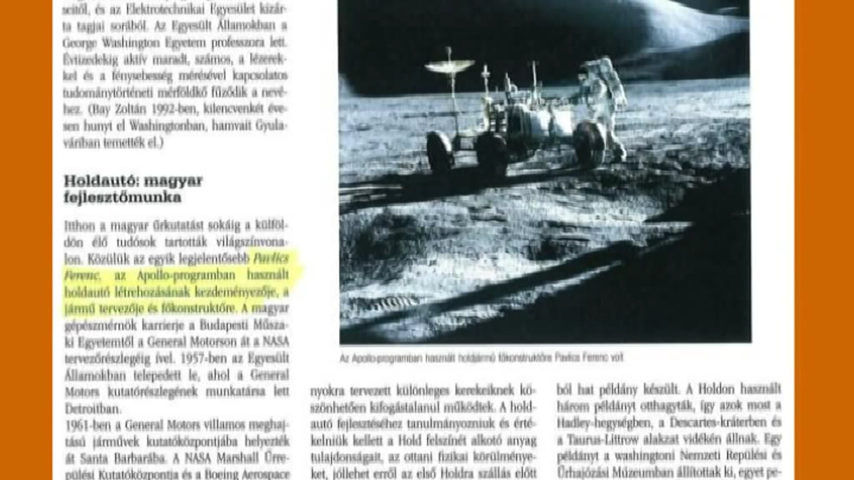 seitől, és az Elektrotechnikai Egyesület kizár-
ta tagjai sorából. Az Egyesült Államokban a
George Washington Egyetem professzora lett.
Évtizedekig aktív maradt, számos, a lézerek-
kel és a fénysebesség mérésével kapcsolatos
tudománytörténeti mérföldkő fűződik a nevé-
hez. (Bay Zoltán 1992-ben, kilencvenkét éve-
sen hunyt el Washingtonban, hamvait Gyula-
váriban temették el.)
Holdautó: magyar
fejlesztőmunka
Itthon a magyar űrkutatást sokáig a külföl-
dön élő tudósok tartották világszínvona-
lon. Közülük az egyik legjelentősebb Pavlics
Ferenc, az Apollo-programban használt
holdautó létrehozásának kezdeményezője, a
jármű tervezője és főkonstruktőre. A magyar
gépészmérnök karrierje a Budapesti Műsza-
ki Egyetemtől a General Motorson át a NASA
tervezőrészlegéig ível. 1957-ben az Egyesült
Államokban telepedett le, ahol a General
Motors kutatórészlegének munkatársa lett
Detroitban.
1961-ben a General Motors villamos meghaj-
tású járművek kutatóközpontjába helyezték
át Santa Barbarába. A NASA Marshall Űrre-
pülési Kutatóközpontja és a Boeing Aerospace
Az Apollo-programban használt holdjármű főkonstruktőre Pavlics Ferenc volt
nyokra tervezett különleges kerekeiknek kö-
szönhetően kifogástalanul működtek. A hold-
autó fejlesztéséhez tanulmányozniuk és érté-
kelniük kellett a Hold felszínét alkotó anyag
tulajdonságait, az ottani fizikai körülménye-
ket, jóllehet erről az első Holdra szállás előtt
ból hat példány készült. A Holdon használt
három példányt otthagyták, így azok most a
Hadley-hegységben, a Descartes-kráterben és
a Taurus-Littrow alakzat vidékén állnak. Egy
példányt a washingtoni Nemzeti Repülési és
Űrhajózási Múzeumban állítottak ki, egyet pe-